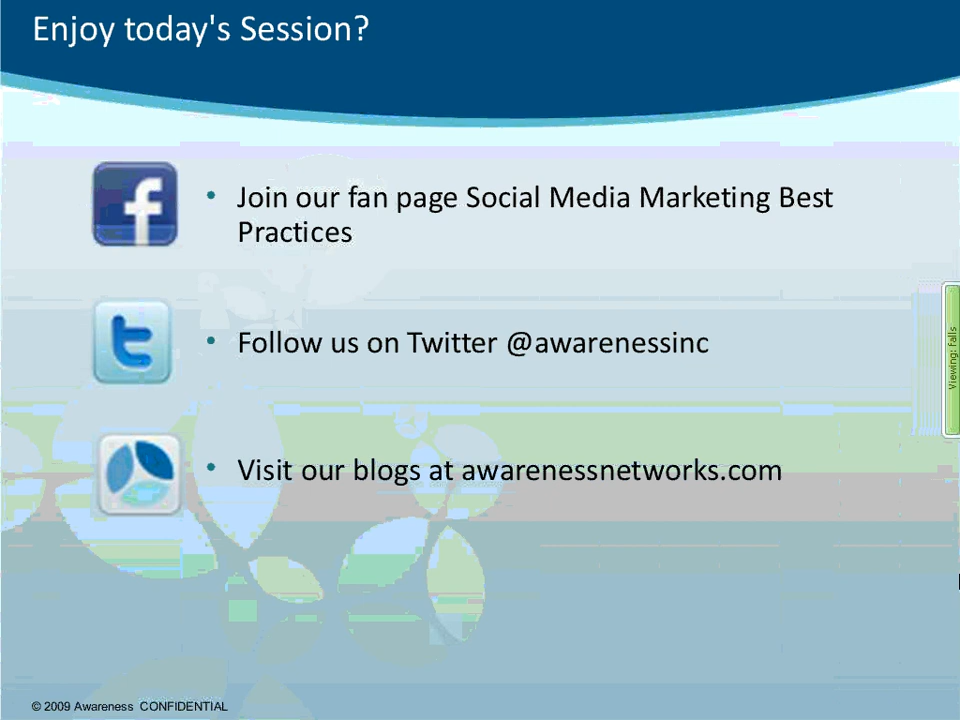 Enjoy today's Session?
• Join our fan page Social Media Marketing Best
Practices
• Follow us on Twitter @awarenessinc
• Visit our blogs at awarenessnetworks.com
Viewing: Falls
© 2009 Awareness CONFIDENTIAL